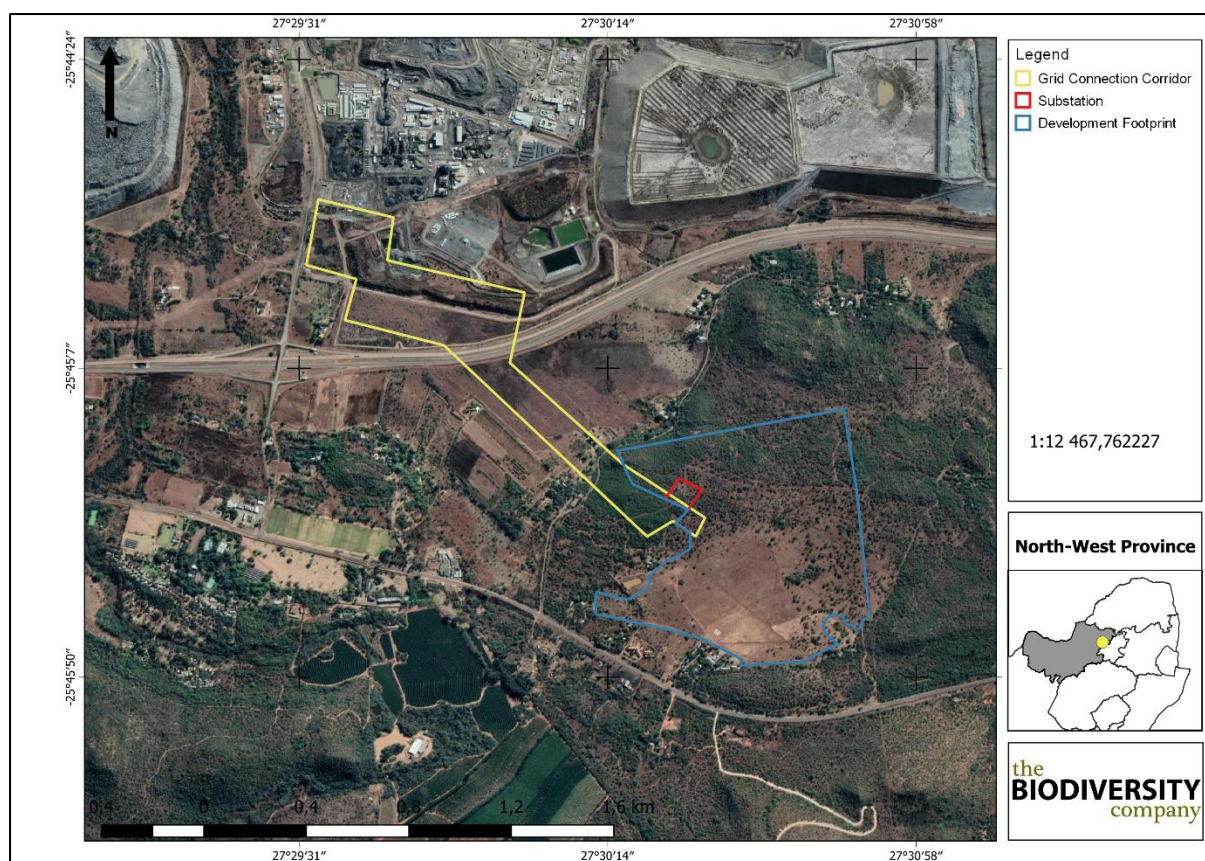 27°29'31" 27°30'14" 27°30'58"
-25°44'24"
-25°45'7"
-25°45'50"
N
Legend
Grid Connection Corridor
Substation
Development Footprint
1:12 467,762227
North-West Province
the
BIODIVERSITY
company
0,4 0 0,4 0,8 1,2 1,6 km
27°29'31" 27°30'14" 27°30'58"